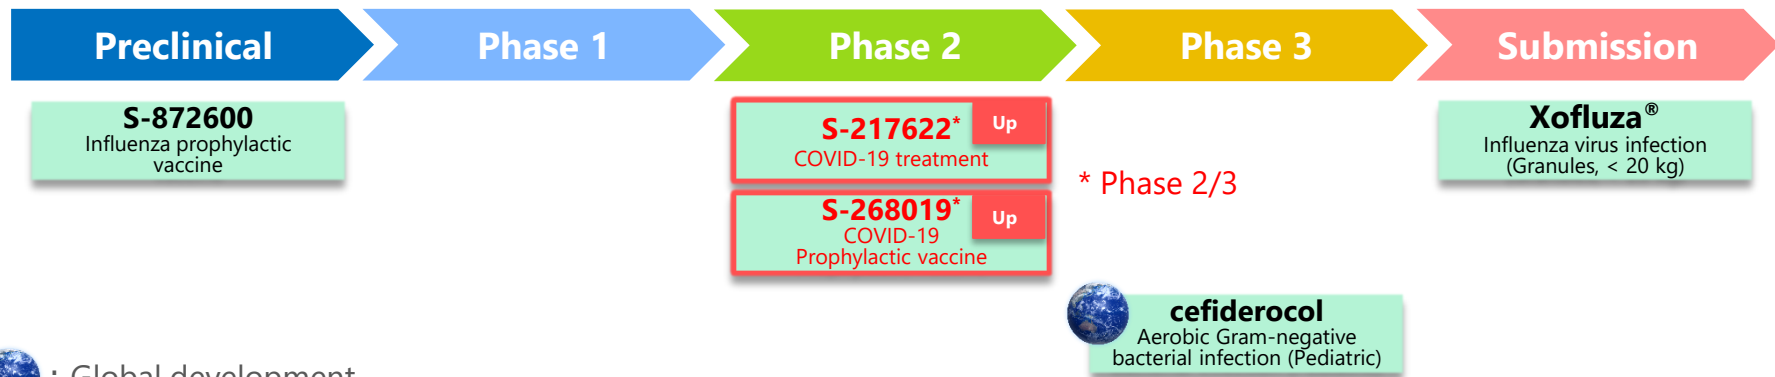 Preclinical
Phase 1
Phase 2
Phase 3
Submission
S-872600
Influenza prophylactic
vaccine
S-217622*
Up
COVID-19 treatment
* Phase 2/3
S-268019*
Up
COVID-19
Prophylactic vaccine
Xofluza®
Influenza virus infection
(Granules, < 20 kg)
cefiderocol
Aerobic Gram-negative
bacterial infection (Pediatric)
: Global development